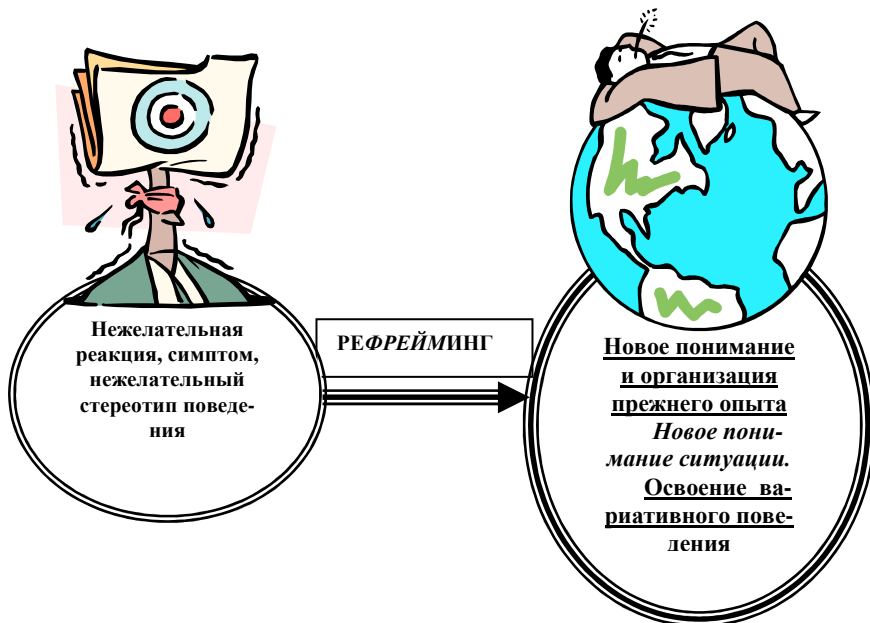 Нежелательная
реакция, симптом,
нежелательный
стереотип поведе-
ния
РЕФРЕЙМИНГ
Новое понимание
и организация
прежнего опыта
Новое пони-
мание ситуации.
Освоение ва-
риативного пове-
дения